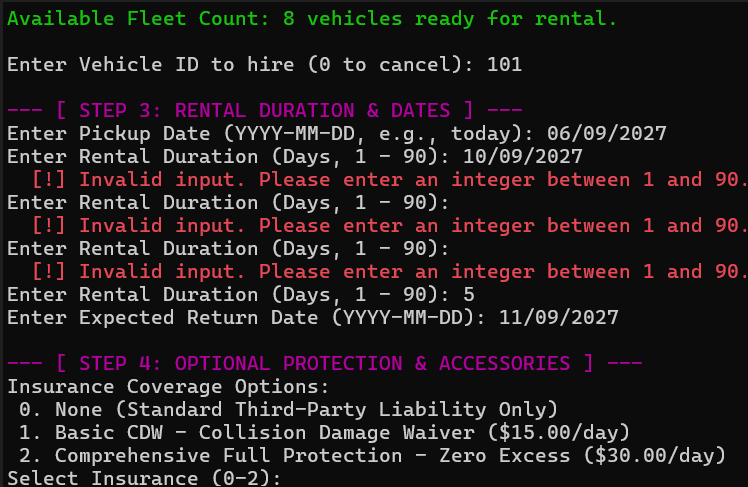 Available Fleet Count: 8 vehicles ready for rental.
Enter Vehicle ID to hire (0 to cancel): 101
--- [ STEP 3: RENTAL DURATION & DATES ] ---
Enter Pickup Date (YYYY-MM-DD, e.g., today): 06/09/2027
Enter Rental Duration (Days, 1 - 90): 10/09/2027
[!] Invalid input. Please enter an integer between 1 and 90.
Enter Rental Duration (Days, 1 - 90):
[!] Invalid input. Please enter an integer between 1 and 90.
Enter Rental Duration (Days, 1 - 90):
[!] Invalid input. Please enter an integer between 1 and 90.
Enter Rental Duration (Days, 1 - 90): 5
Enter Expected Return Date (YYYY-MM-DD): 11/09/2027
--- [ STEP 4: OPTIONAL PROTECTION & ACCESSORIES ] ---
Insurance Coverage Options:
0. None (Standard Third-Party Liability Only)
1. Basic CDW - Collision Damage Waiver ($15.00/day)
2. Comprehensive Full Protection - Zero Excess ($30.00/day)
Select Insurance (0-2):